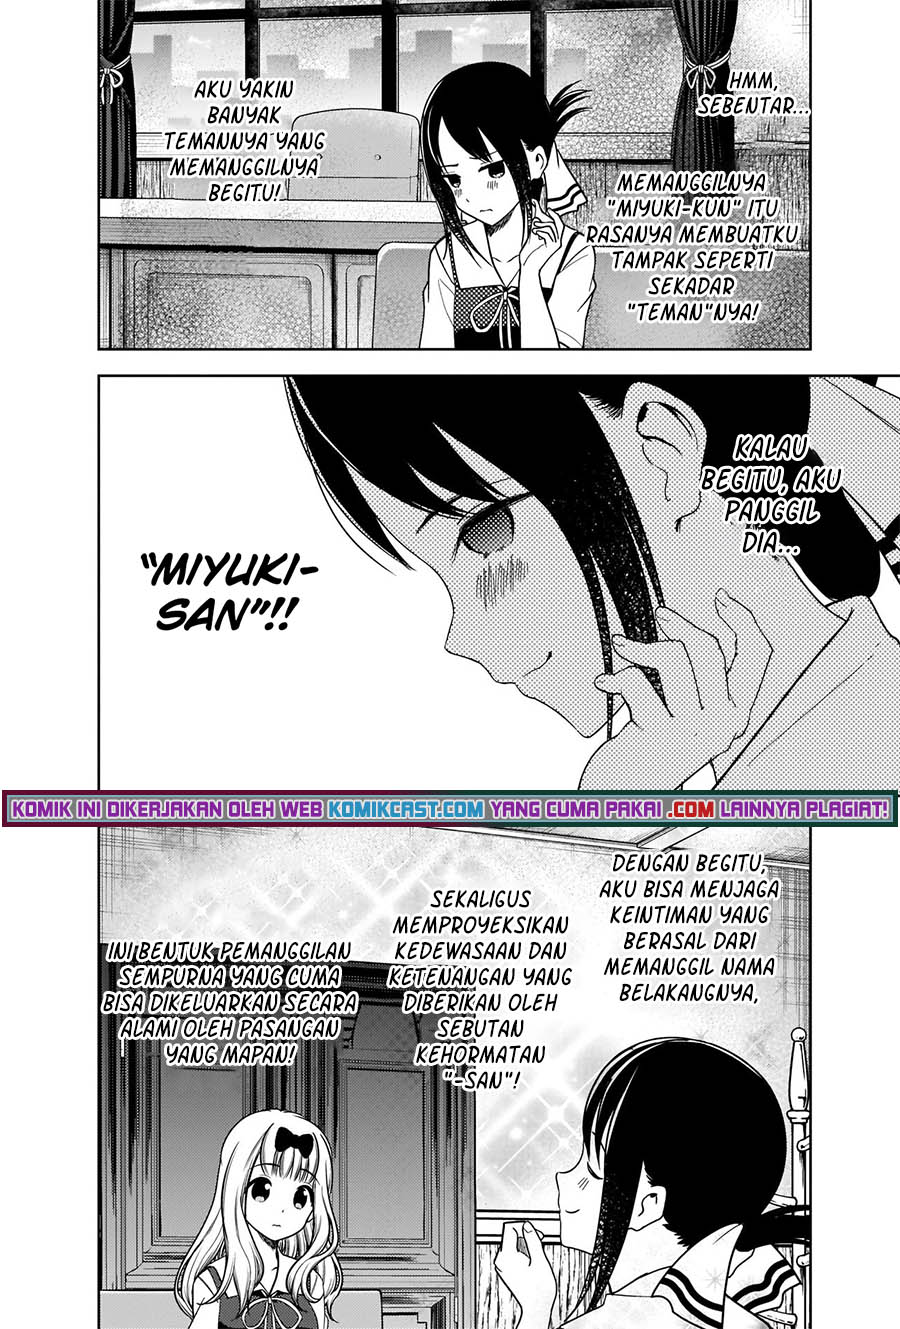 HMM,
SEBENTAR...
MEMANGGILNYA
"MIYUKI-KUN" ITU
RASANYA MEMBUATKU
TAMPAK SEPERTI
SEKADAR
"TEMAN"NYA!
AKU YAKIN
BANYAK
TEMANNYA YANG
MEMANGGILNYA
BEGITU!
KALAU
BEGITU, AKU
PANGGIL
DIA...
"MIYUKI-
SAN"!!
KOMIK INI DIKERJAKAN OLEH WEB KOMIKCAST.COM YANG CUMA PAKAI .COM LAINNYA PLAGIAT!
DENGAN BEGITU,
AKU BISA MENJAGA
KEINTIMAN YANG
BERASAL DARI
MEMANGGIL NAMA
BELAKANGNYA,
SEKALIGUS
MEMPROYEKSIKAN
KEDEWASAAN DAN
KETENANGAN YANG
DIBERIKAN OLEH
SEBUTAN
KEHORMATAN
"-SAN"!
INI BENTUK PEMANGGILAN
SEMPURNA YANG CUMA
BISA DIKELUARKAN SECARA
ALAMI OLEH PASANGAN
YANG MAPAN!